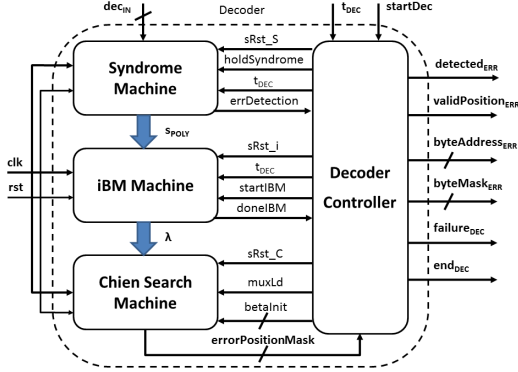 dec_IN
Decoder
t_DEC
startDec
sRst_S
holdSyndrome
t_DEC
errDetection
Syndrome
Machine
s_POLY
detected_ERR
validPosition_ERR
byteAddress_ERR
byteMask_ERR
failure_DEC
end_DEC
clk
rst
sRst_i
t_DEC
startIBM
doneIBM
iBM Machine
Decoder
Controller
λ
sRst_C
muxLd
betaInit
Chien Search
Machine
errorPositionMask